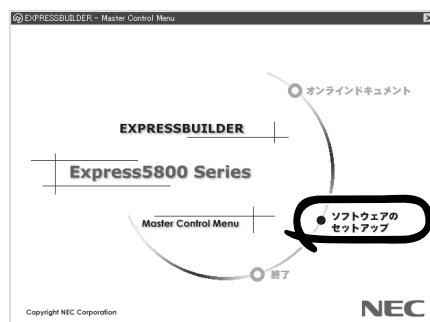 EXPRESSBUILDER - Master Control Menu
オンラインドキュメント
EXPRESSBUILDER
Express5800 Series
Master Control Menu
ソフトウェアの
セットアップ
終了
Copyright NEC Corporation
NEC